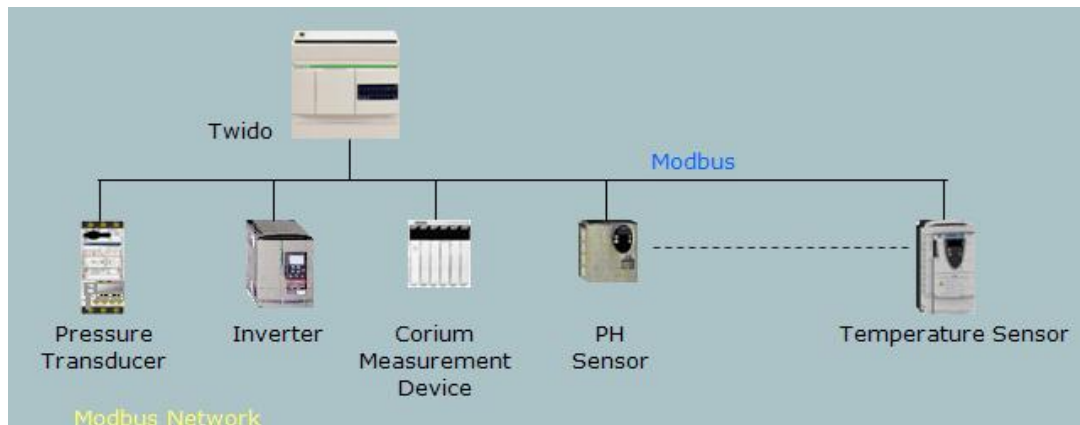 Twido
Modbus
Pressure
Transducer
Inverter
Corium
Measurement
Device
PH
Sensor
Temperature Sensor
Modbus Network